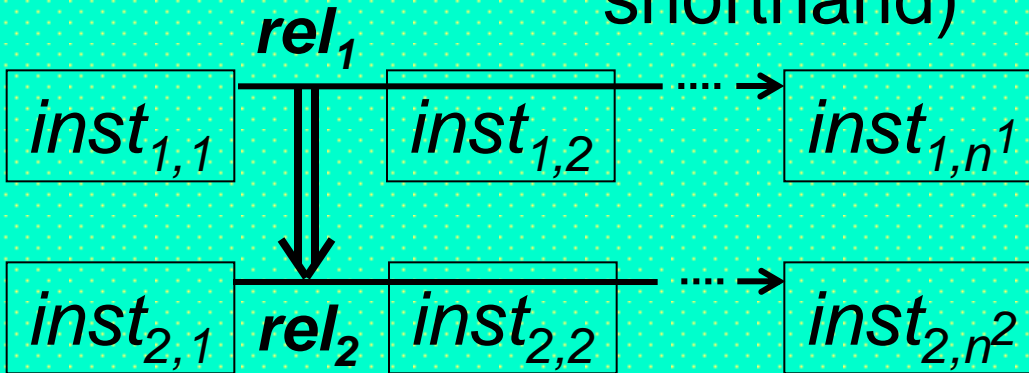 shorthand)
rel₁
inst₁,₁ inst₁,₂ .... inst₁,ₙ¹
inst₂,₁ rel₂ inst₂,₂ .... inst₂,ₙ²